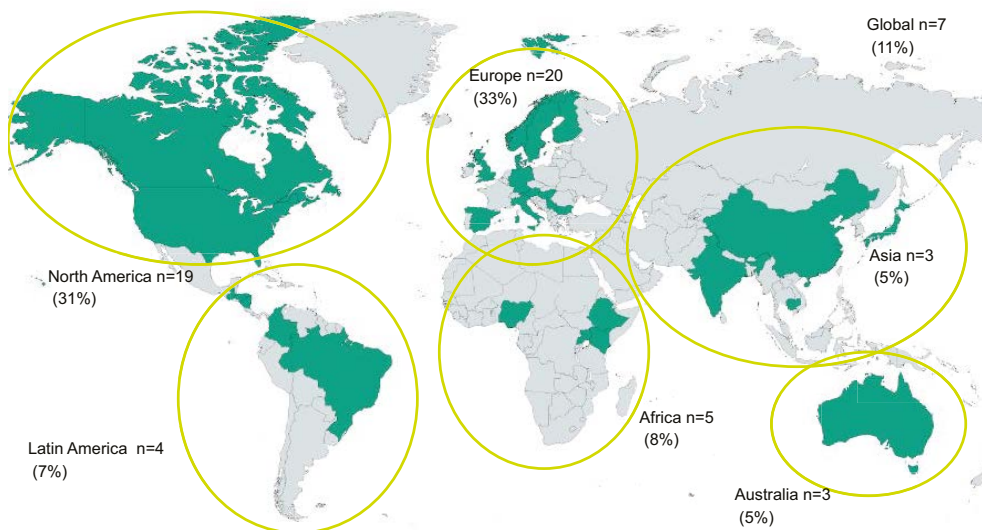 Global n=7
(11%)
Europe n=20
(33%)
North America n=19
(31%)
Asia n=3
(5%)
Latin America n=4
(7%)
Africa n=5
(8%)
Australia n=3
(5%)